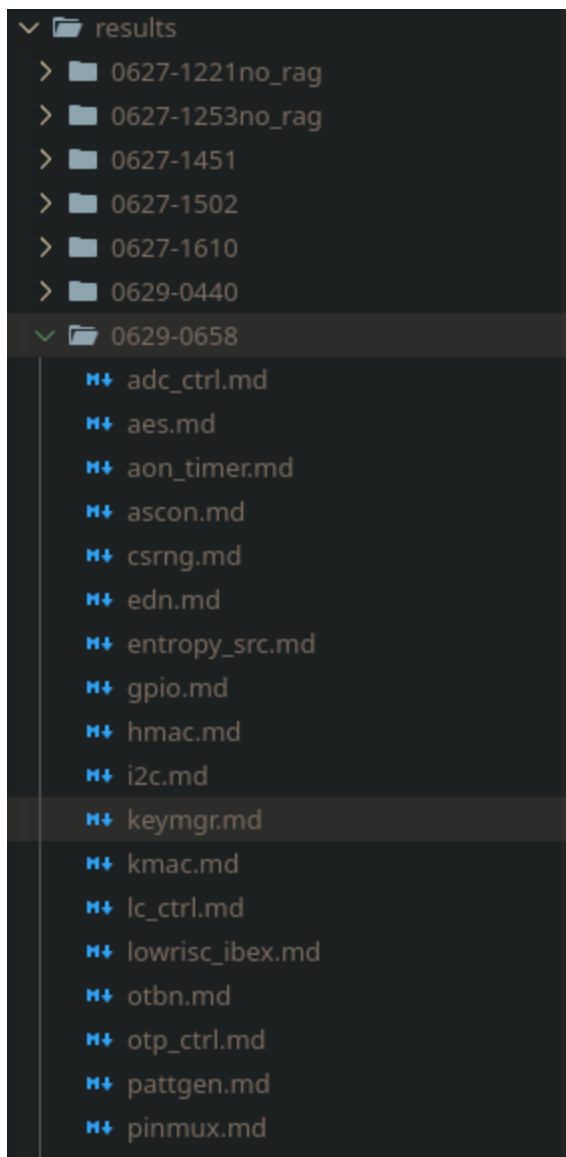 results
0627-1221no_rag
0627-1253no_rag
0627-1451
0627-1502
0627-1610
0629-0440
0629-0658
adc_ctrl.md
aes.md
aon_timer.md
ascon.md
csrng.md
edn.md
entropy_src.md
gpio.md
hmac.md
i2c.md
keymgr.md
kmac.md
lc_ctrl.md
lowrisc_ibex.md
otbn.md
otp_ctrl.md
pattgen.md
pinmux.md